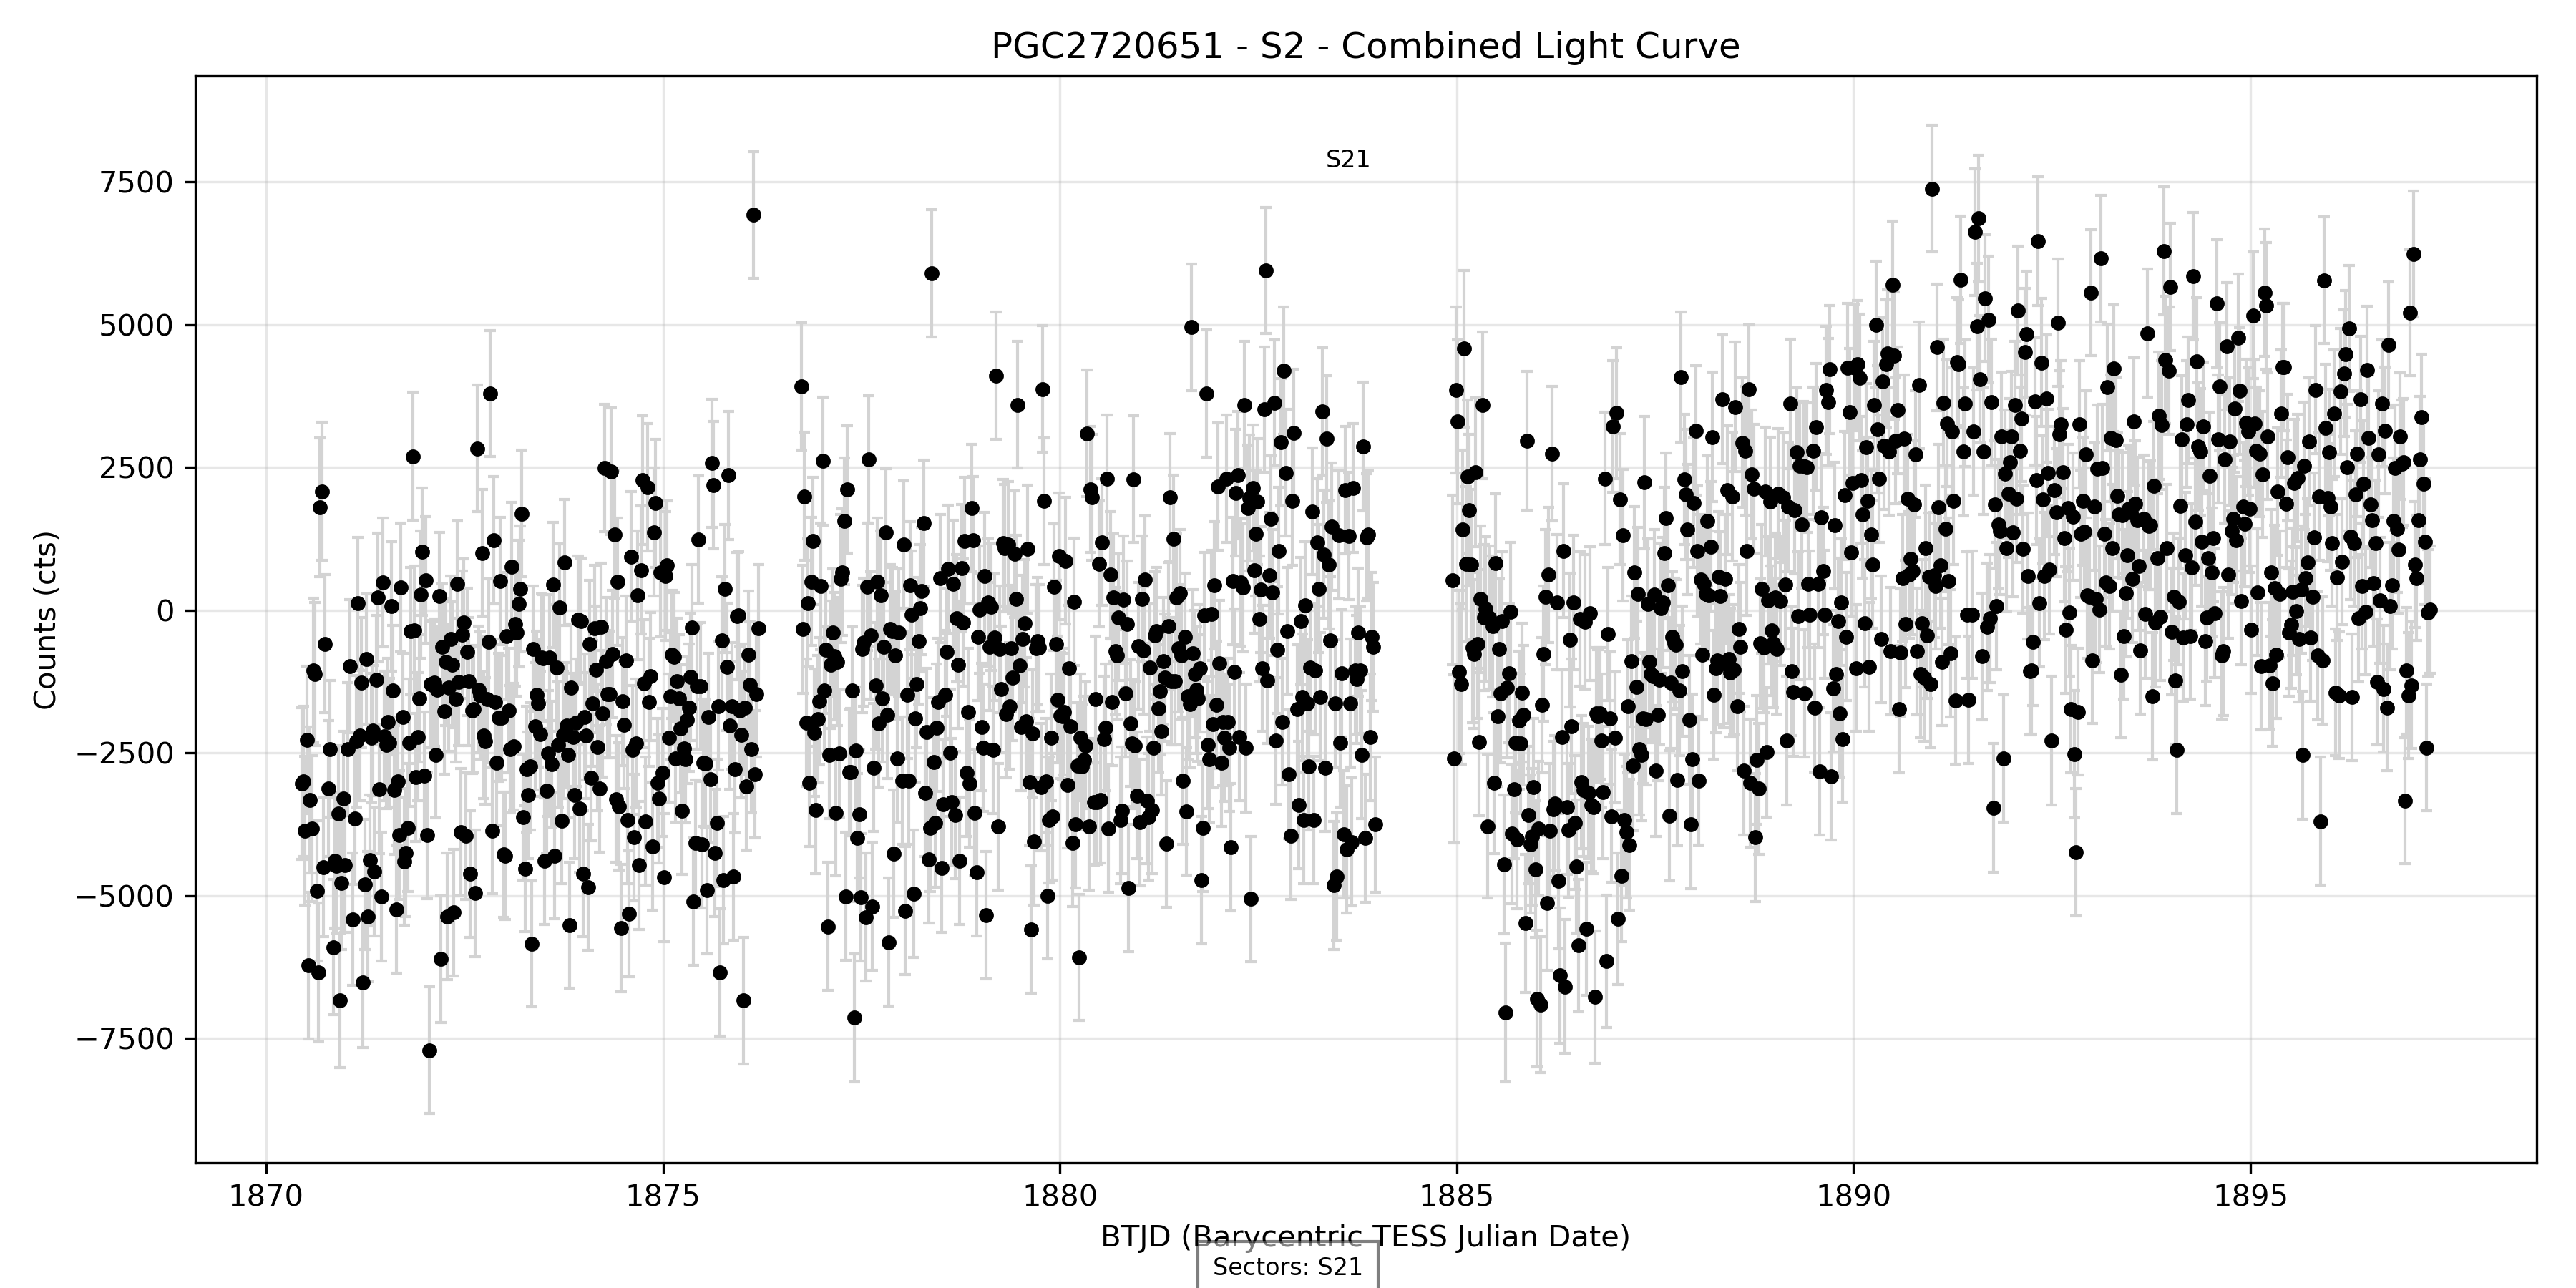 PGC2720651 - S2 - Combined Light Curve
S21
7500
5000
2500
0
−2500
−5000
−7500
Counts (cts)
1870 1875 1880 1885 1890 1895
BTJD (Barycentric TESS Julian Date)
Sectors: S21